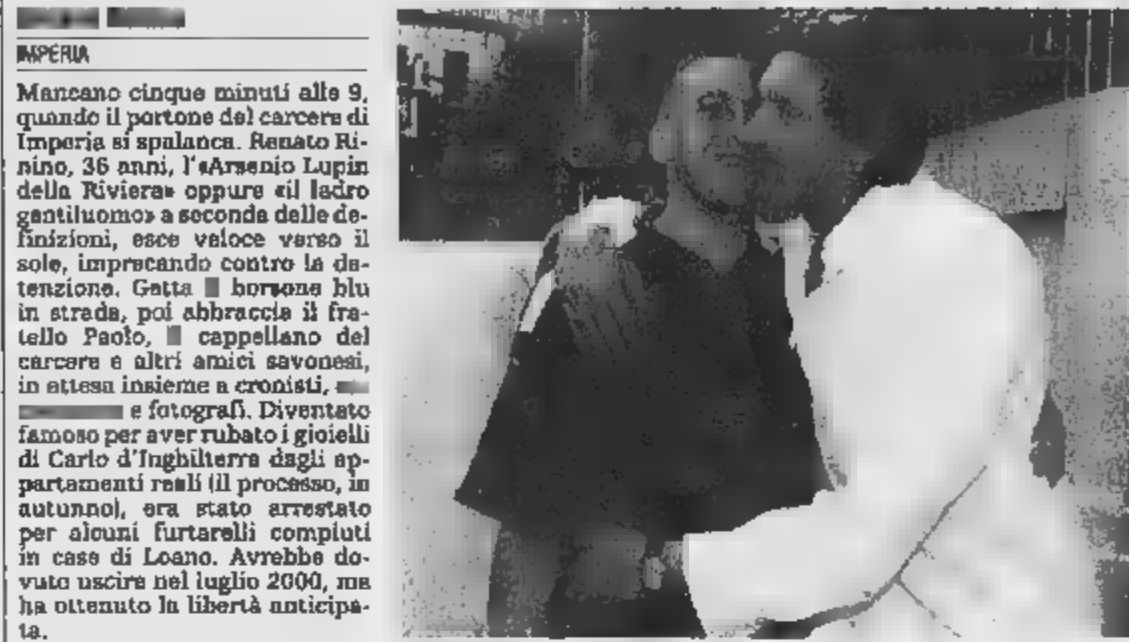 IMPERIA
Mancano cinque minuti alle 9,
quando il portone del carcere di
Imperia si spalanca. Renato Ri-
nino, 36 anni, l'«Arsenio Lupin
della Riviera» oppure «il ladro
gentiluomo» a seconda delle de-
finizioni, esce veloce verso il
sole, imprecando contro la de-
tenzione. Getta borsone blu
in strada, poi abbraccia il fra-
tello Paolo, cappellano del
carcere e altri amici savonesi,
in attesa insieme a cronisti,
e fotografi. Diventato
famoso per aver rubato i gioielli
di Carlo d'Inghilterra dagli ap-
partamenti reali (il processo, in
autunno), era stato arrestato
per alcuni furtarelli compiuti
in case di Loano. Avrebbe do-
vuto uscire nel luglio 2000, ma
ha ottenuto la libertà anticipa-
ta.